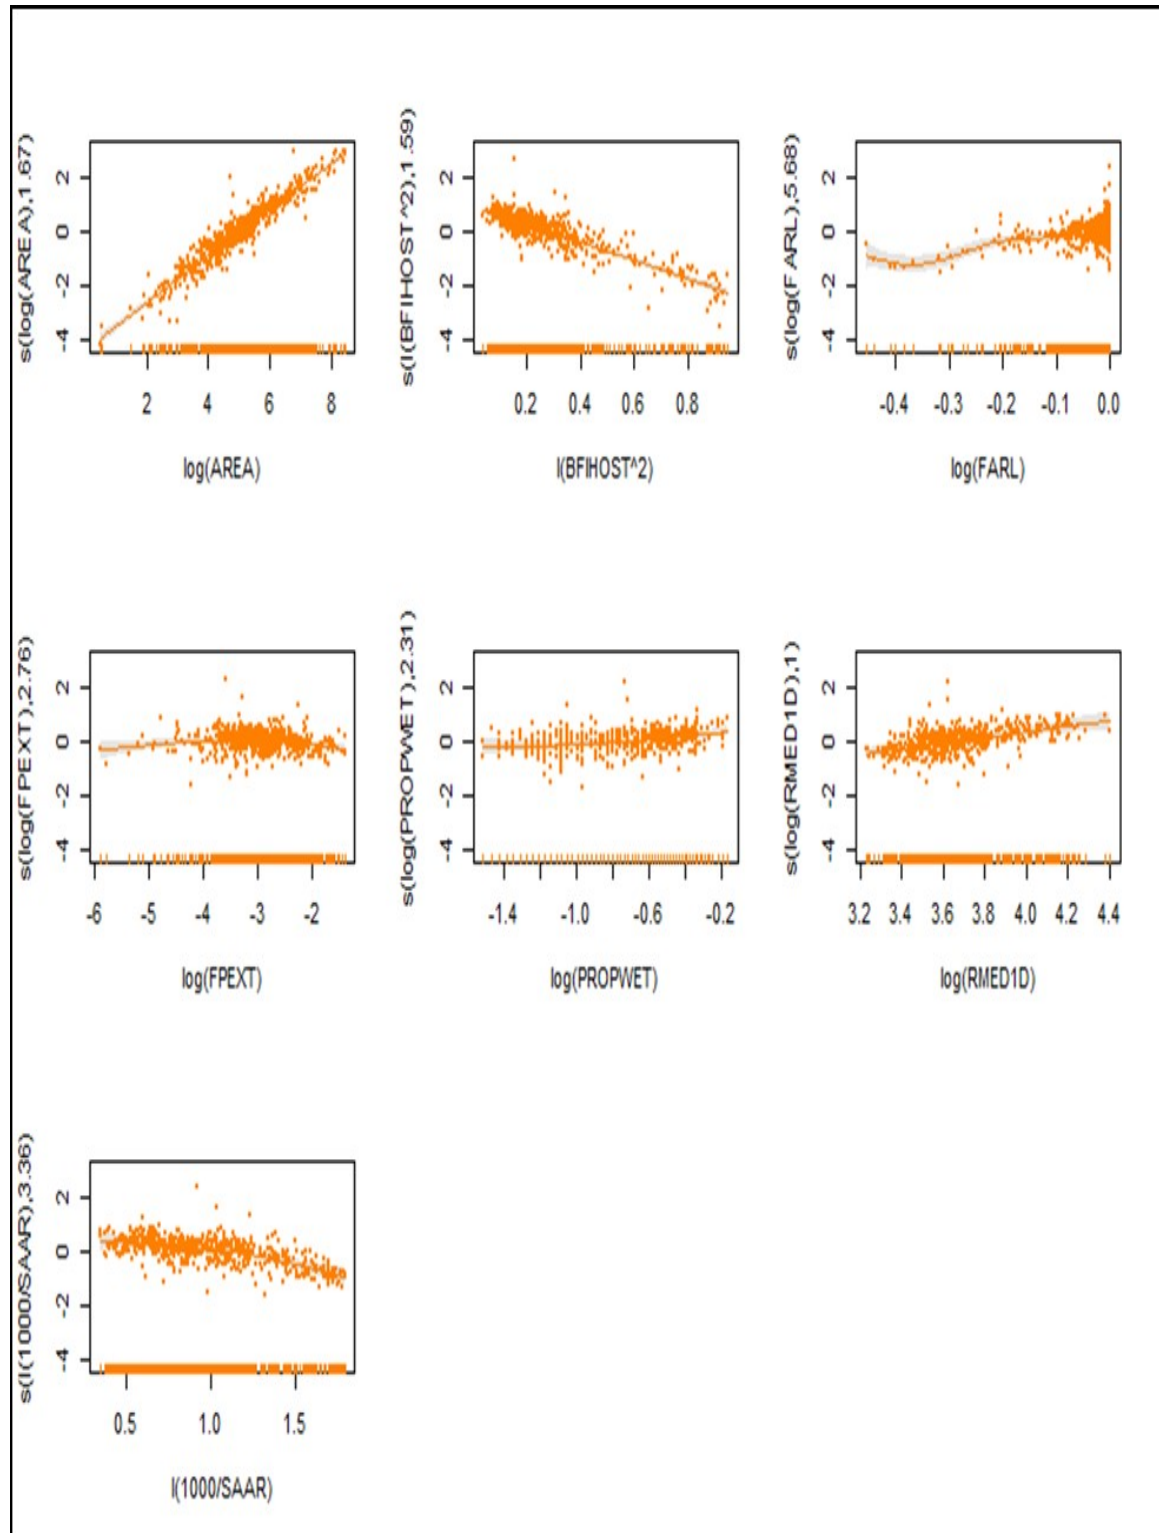 s(log(AREA),1.67)
2
0
-2
-4
2 4 6 8
log(AREA)
s(I(BFIHOST^2),1.59)
2
0
-2
-4
0.2 0.4 0.6 0.8
I(BFIHOST^2)
s(log(FARL),5.68)
2
0
-2
-4
-0.4 -0.3 -0.2 -0.1 0.0
log(FARL)
s(log(FPEXT),2.76)
2
0
-2
-4
-6 -5 -4 -3 -2
log(FPEXT)
s(log(PROPWET),2.31)
2
0
-2
-4
-1.4 -1.0 -0.6 -0.2
log(PROPWET)
s(log(RMED1D),1)
2
0
-2
-4
3.2 3.4 3.6 3.8 4.0 4.2 4.4
log(RMED1D)
s(I(1000/SAAR),3.36)
2
0
-2
-4
0.5 1.0 1.5
I(1000/SAAR)